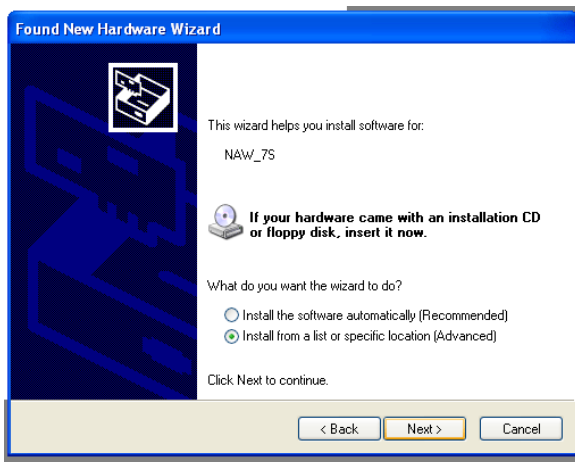 Found New Hardware Wizard
This wizard helps you install software for:
NAW_7S
If your hardware came with an installation CD
or floppy disk, insert it now.
What do you want the wizard to do?
Install the software automatically (Recommended)
Install from a list or specific location (Advanced)
Click Next to continue.
< Back Next > Cancel